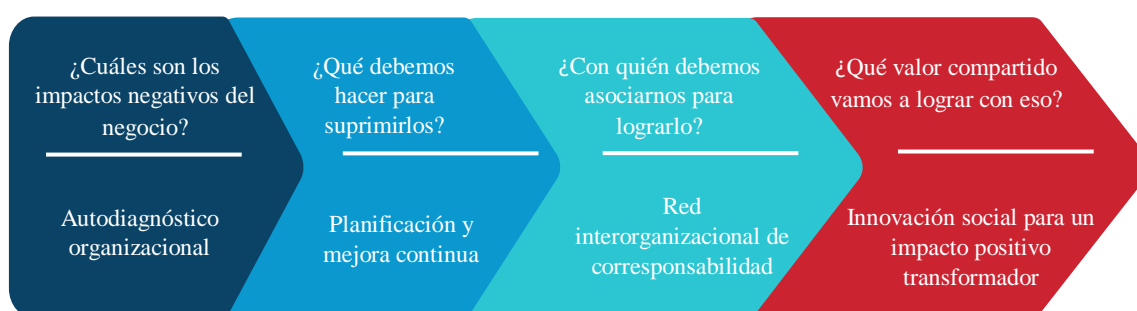 ¿Cuáles son los
impactos negativos del
negocio?
Autodiagnóstico
organizacional
¿Qué debemos
hacer para
suprimirlos?
Planificación y
mejora continua
¿Con quién debemos
asociarnos para
lograrlo?
Red
interorganizacional de
corresponsabilidad
¿Qué valor compartido
vamos a lograr con eso?
Innovación social para un
impacto positivo
transformador